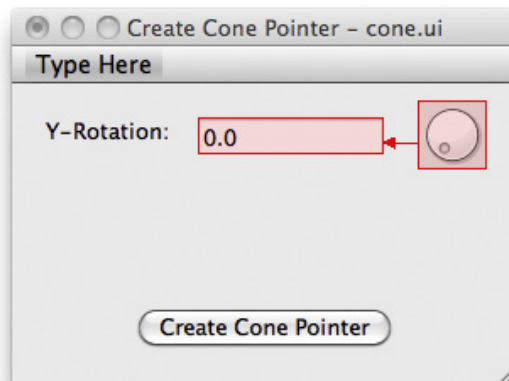 Create Cone Pointer – cone.ui
Type Here
Y-Rotation:
0.0
Create Cone Pointer